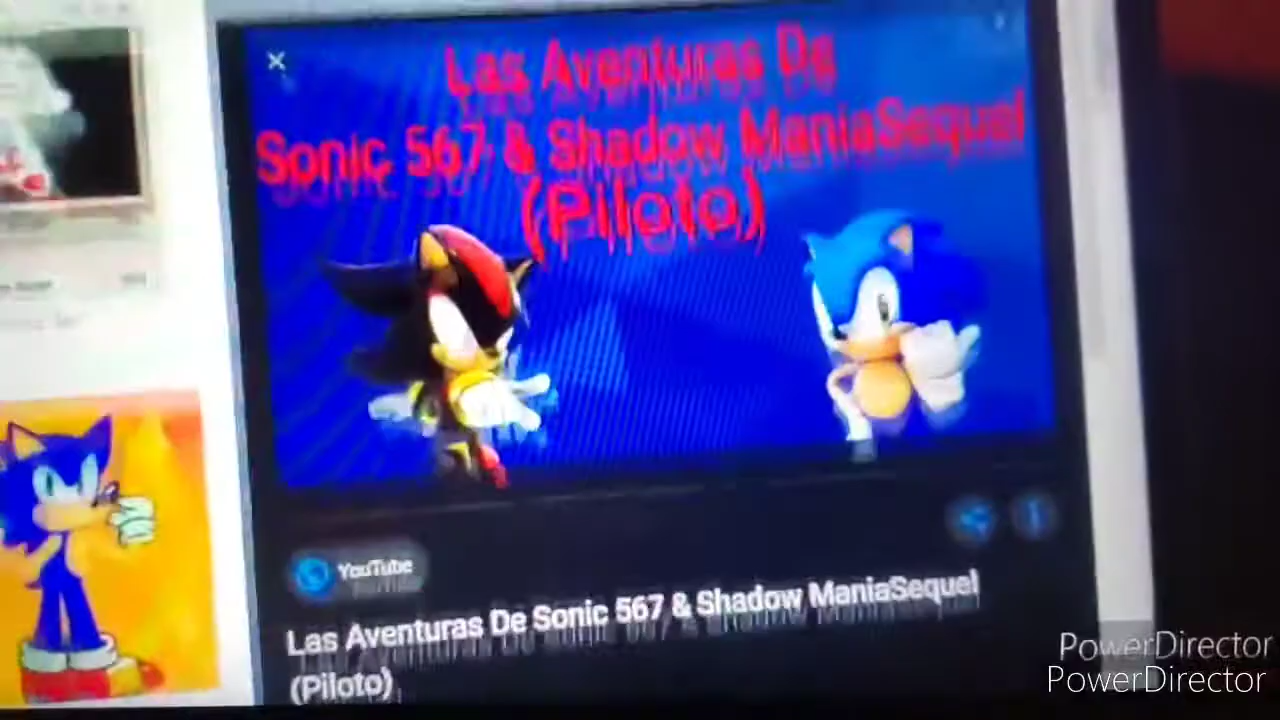 Las Aventuras De
Sonic 567 & Shadow ManiaSequel
(Piloto)
YouTube
Las Aventuras De Sonic 567 & Shadow ManiaSequel
(Piloto)
PowerDirector
PowerDirector